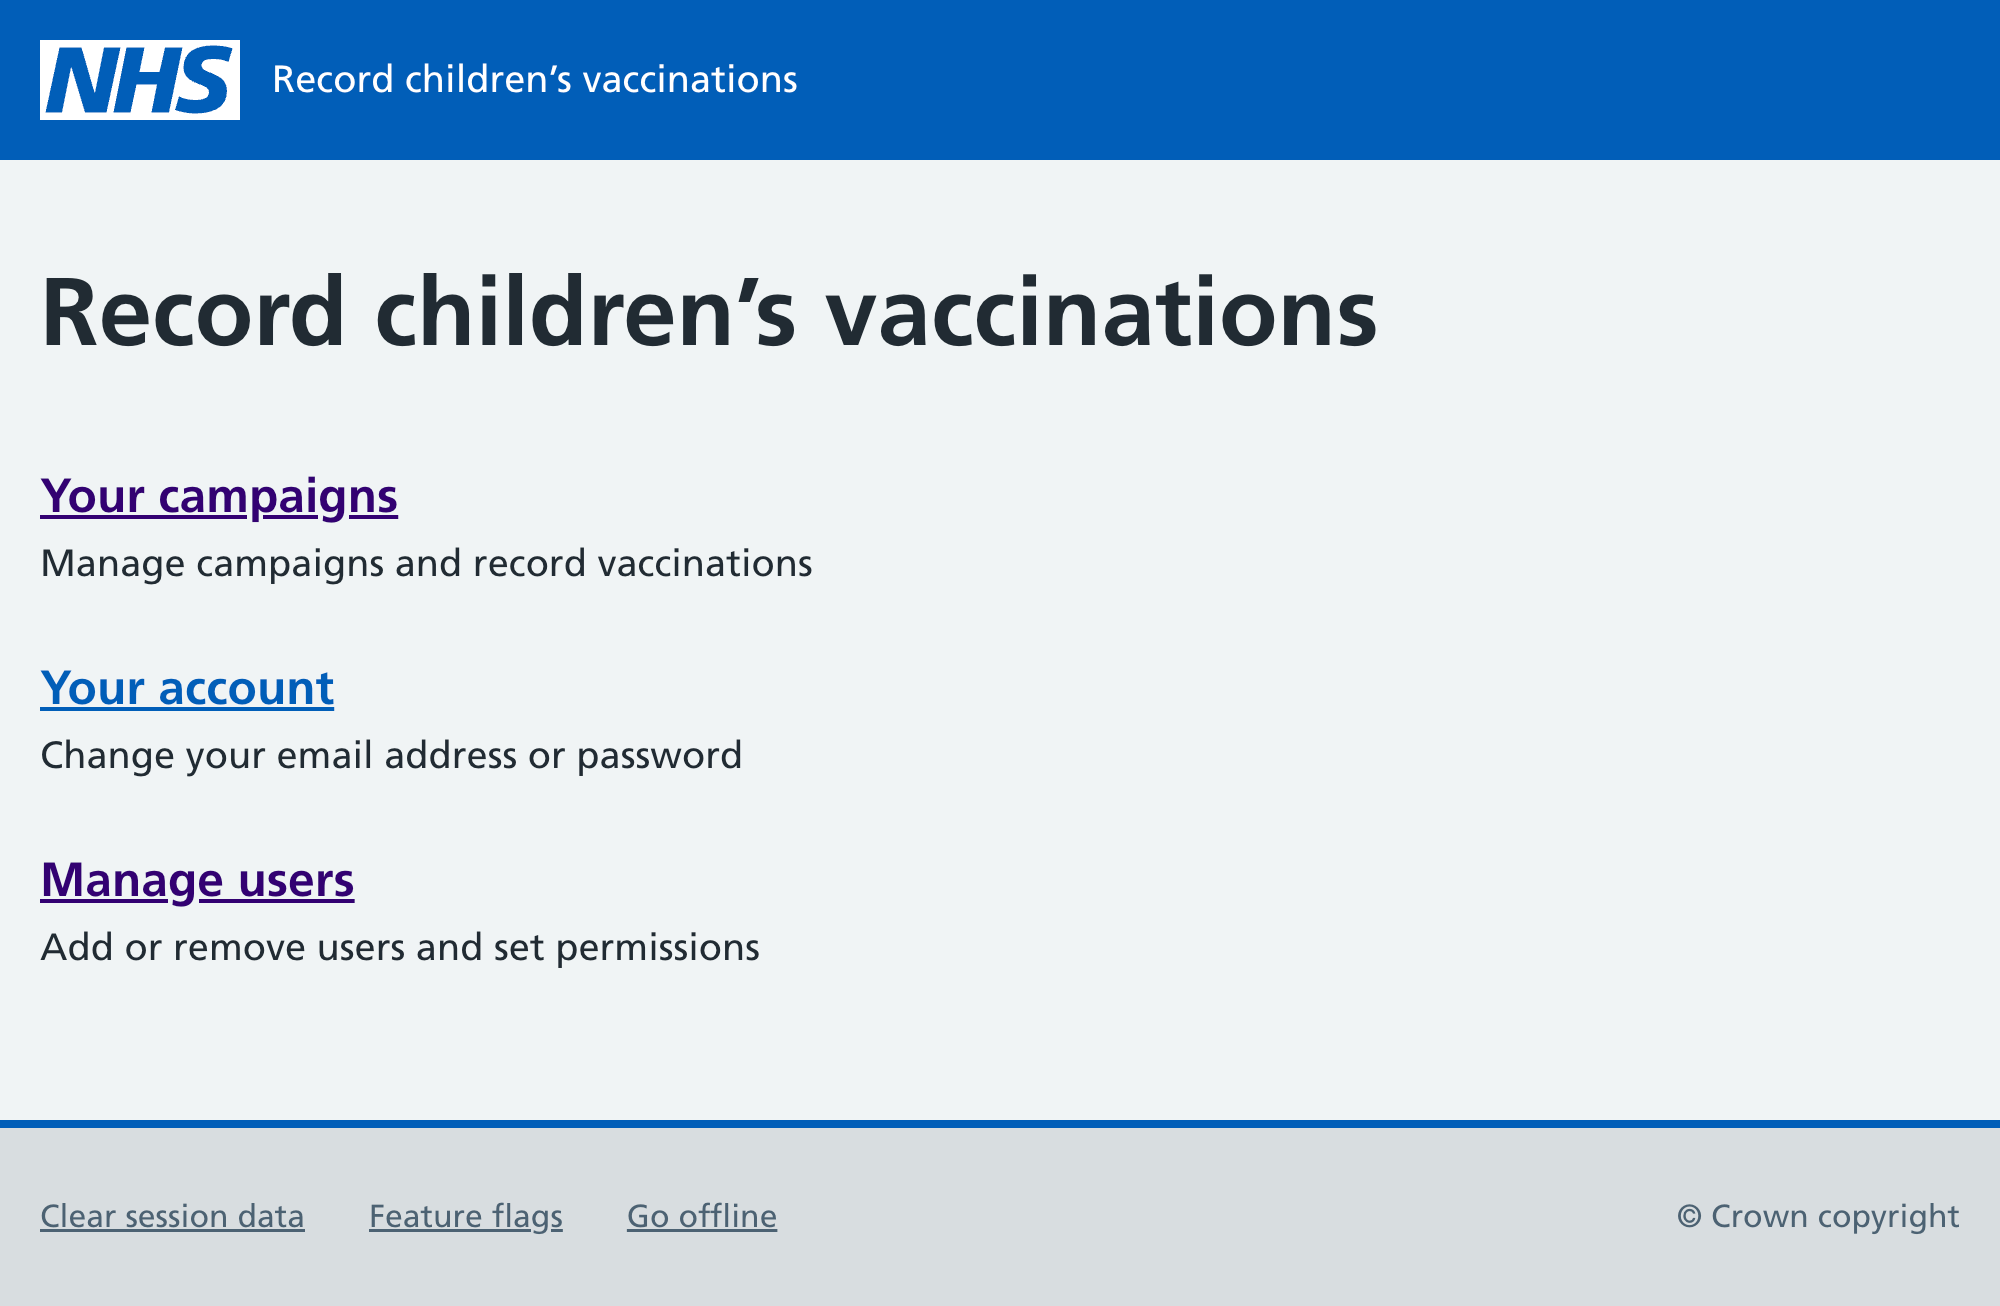 NHS
Record children’s vaccinations
Record children’s vaccinations
Your campaigns
Manage campaigns and record vaccinations
Your account
Change your email address or password
Manage users
Add or remove users and set permissions
Clear session data
Feature flags
Go offline
© Crown copyright